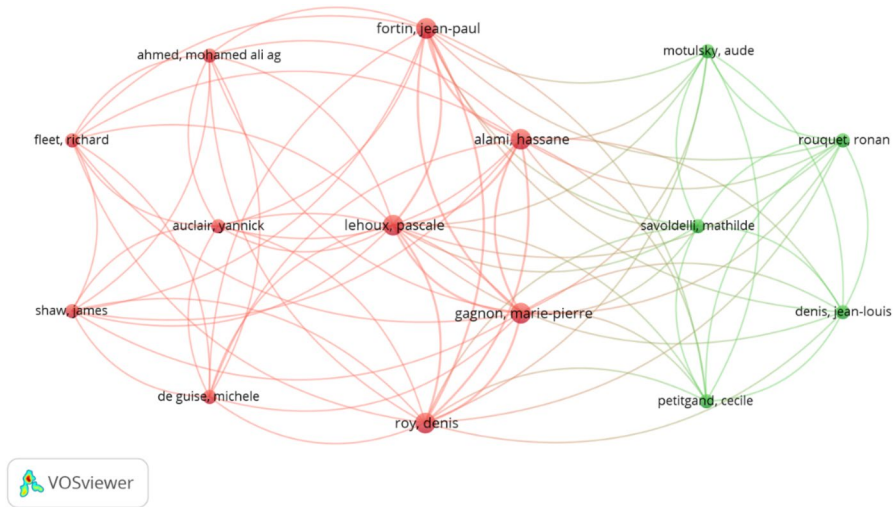 fortin, jean-paul
motulsky, aude
ahmed, mohamed ali ag
fleet, richard
alami, hassane
rouquet, ronan
auclair, yannick
lehoux, pascale
savoldelli, mathilde
shaw, james
gagnon, marie-pierre
denis, jean-louis
de guise, michele
petitgand, cecile
roy, denis
VOSviewer